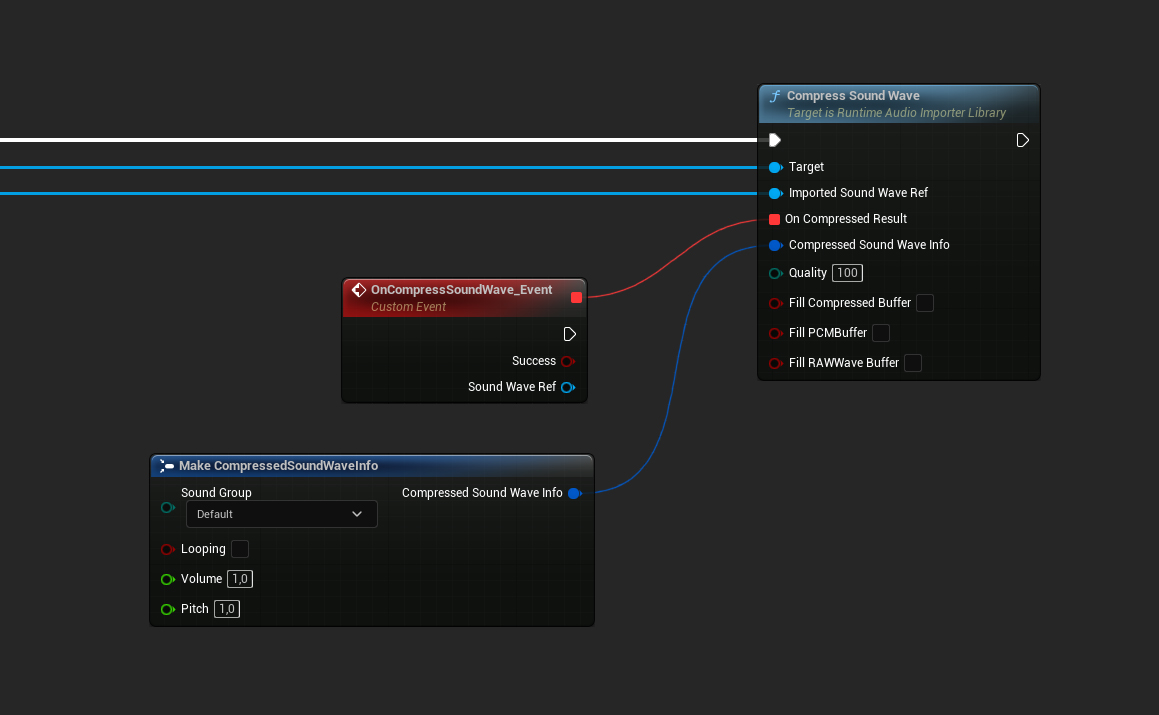 Compress Sound Wave
Target is Runtime Audio Importer Library
Target
Imported Sound Wave Ref
On Compressed Result
Compressed Sound Wave Info
Quality 100
Fill Compressed Buffer
Fill PCMBuffer
Fill RAWWave Buffer
OnCompressSoundWave_Event
Custom Event
Success
Sound Wave Ref
Make CompressedSoundWaveInfo
Sound Group
Compressed Sound Wave Info
Default
Looping
Volume 1,0
Pitch 1,0